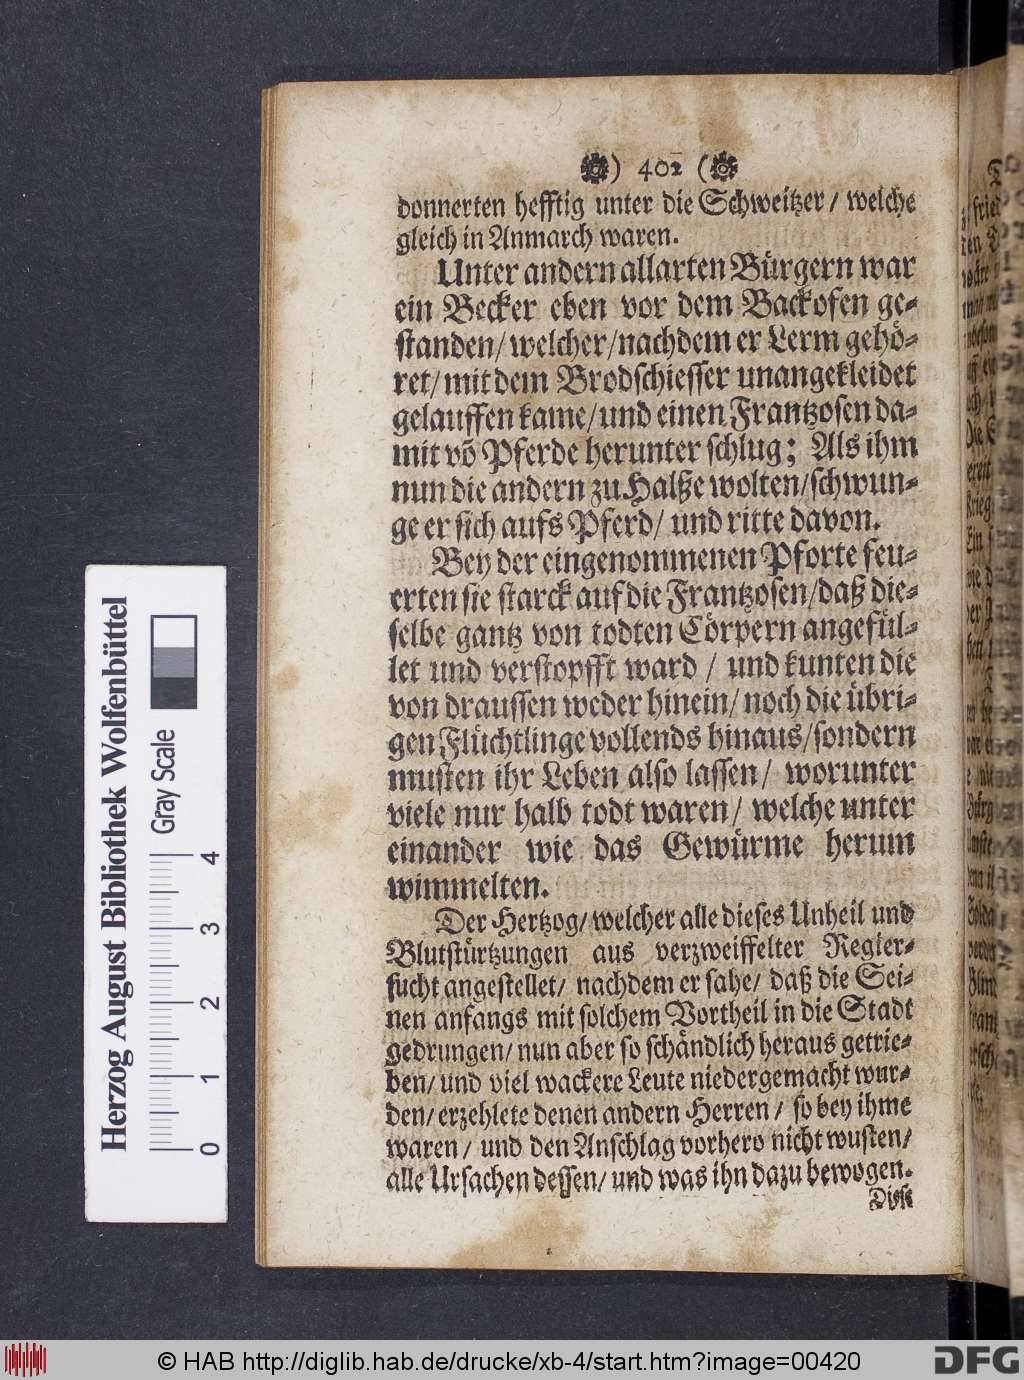 ) 402 (
donnerten hefftig unter die Schweitzer / welche
gleich in Anmarch waren.
Unter andern allarten Bürgern war
ein Becker eben vor dem Backofen ge-
standen/ welcher/nachdem er Lerm gehö-
ret/ mit dem Brodschiesser unangekleidet
gelauffen kame/und einen Frantzosen da-
mit võ Pferde herunter schlug; Als ihm
nun die andern zu Halße wolten/schwun-
ge er sich aufs Pferd/ und ritte davon.
Bey der eingenommenen Pforte feu-
erten sie starck auf die Frantzosen/daß die-
selbe gantz von todten Cörpern angefül-
let und verstopfft ward / und kunten die
von draussen weder hinein/ noch die übri-
gen Flüchtlinge vollends hinaus/sondern
musten ihr Leben also lassen/ worunter
viele nur halb todt waren/ welche unter
einander wie das Gewürme herum
wimmelten.
Der Hertzog/ welcher alle dieses Unheil und
Blutstürtzungen aus verzweiffelter Regier-
sucht angestellet/ nachdem er sahe/ daß die Sei-
nen anfangs mit solchem Vortheil in die Stadt
gedrungen/ nun aber so schändlich heraus getrie-
ben/ und viel wackere Leute niedergemacht wur-
den/ erzehlete denen andern Herren / so bey ihme
waren / und den Anschlag vorhero nicht wusten/
alle Ursachen dessen/ und was ihn dazu bewogen.
Diese
Herzog August Bibliothek Wolfenbüttel
Gray Scale
0 1 2 3 4
© HAB http://diglib.hab.de/drucke/xb-4/start.htm?image=00420
DFG